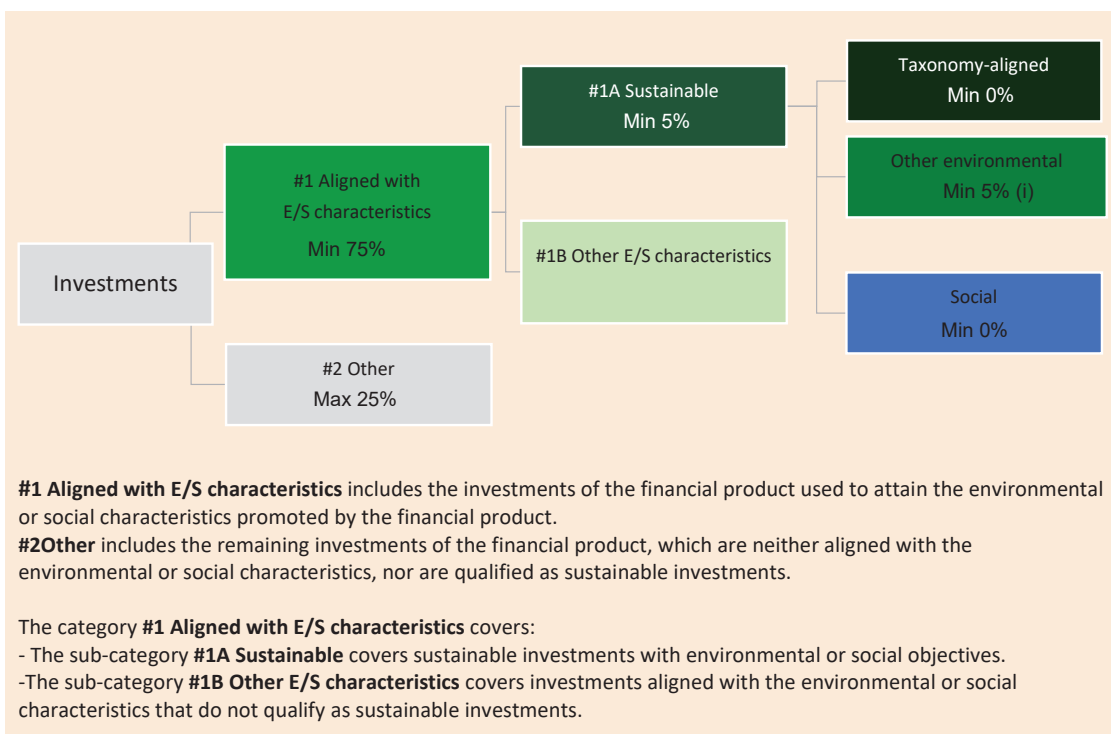 Investments
#1 Aligned with
E/S characteristics
Min 75%
#2 Other
Max 25%
#1A Sustainable
Min 5%
#1B Other E/S characteristics
Taxonomy-aligned
Min 0%
Other environmental
Min 5% (i)
Social
Min 0%
#1 Aligned with E/S characteristics includes the investments of the financial product used to attain the environmental
or social characteristics promoted by the financial product.
#2Other includes the remaining investments of the financial product, which are neither aligned with the
environmental or social characteristics, nor are qualified as sustainable investments.
The category #1 Aligned with E/S characteristics covers:
- The sub-category #1A Sustainable covers sustainable investments with environmental or social objectives.
-The sub-category #1B Other E/S characteristics covers investments aligned with the environmental or social
characteristics that do not qualify as sustainable investments.